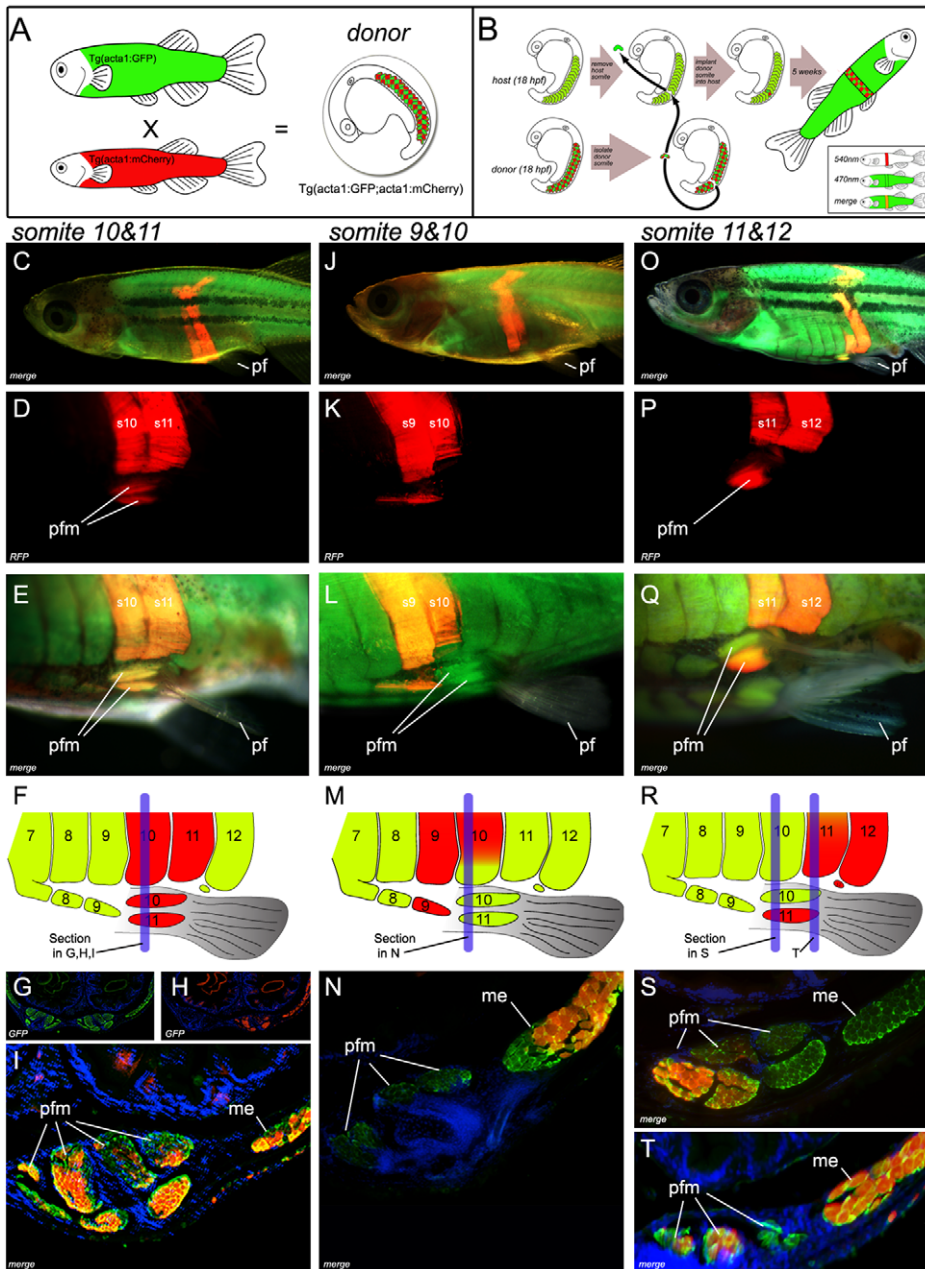 A
Tg(acta1:GFP)
X
Tg(acta1:mCherry)
=
donor
Tg(acta1:GFP;acta1:mCherry)
B
host (18 hpf)
remove
host
somite
implant
donor
somite
into host
5 weeks
donor (18 hpf)
isolate
donor
somite
540nm
470nm
merge
somite 10&11
somite 9&10
somite 11&12
C
pf
merge
J
pf
merge
O
pf
merge
D
s10
s11
pfm
RFP
K
s9
s10
RFP
P
s11
s12
pfm
RFP
E
s10
s11
pfm
pf
merge
L
s9
s10
pfm
pf
merge
Q
s11
s12
pfm
pf
merge
F
7
8
9
10
11
12
8
9
10
11
Section
in G,H,I
M
7
8
9
10
11
12
8
9
10
11
Section
in N
R
7
8
9
10
11
12
8
9
10
11
Section
in S
T
G
GFP
H
GFP
I
pfm
me
merge
N
pfm
me
merge
S
pfm
me
merge
T
pfm
me
merge